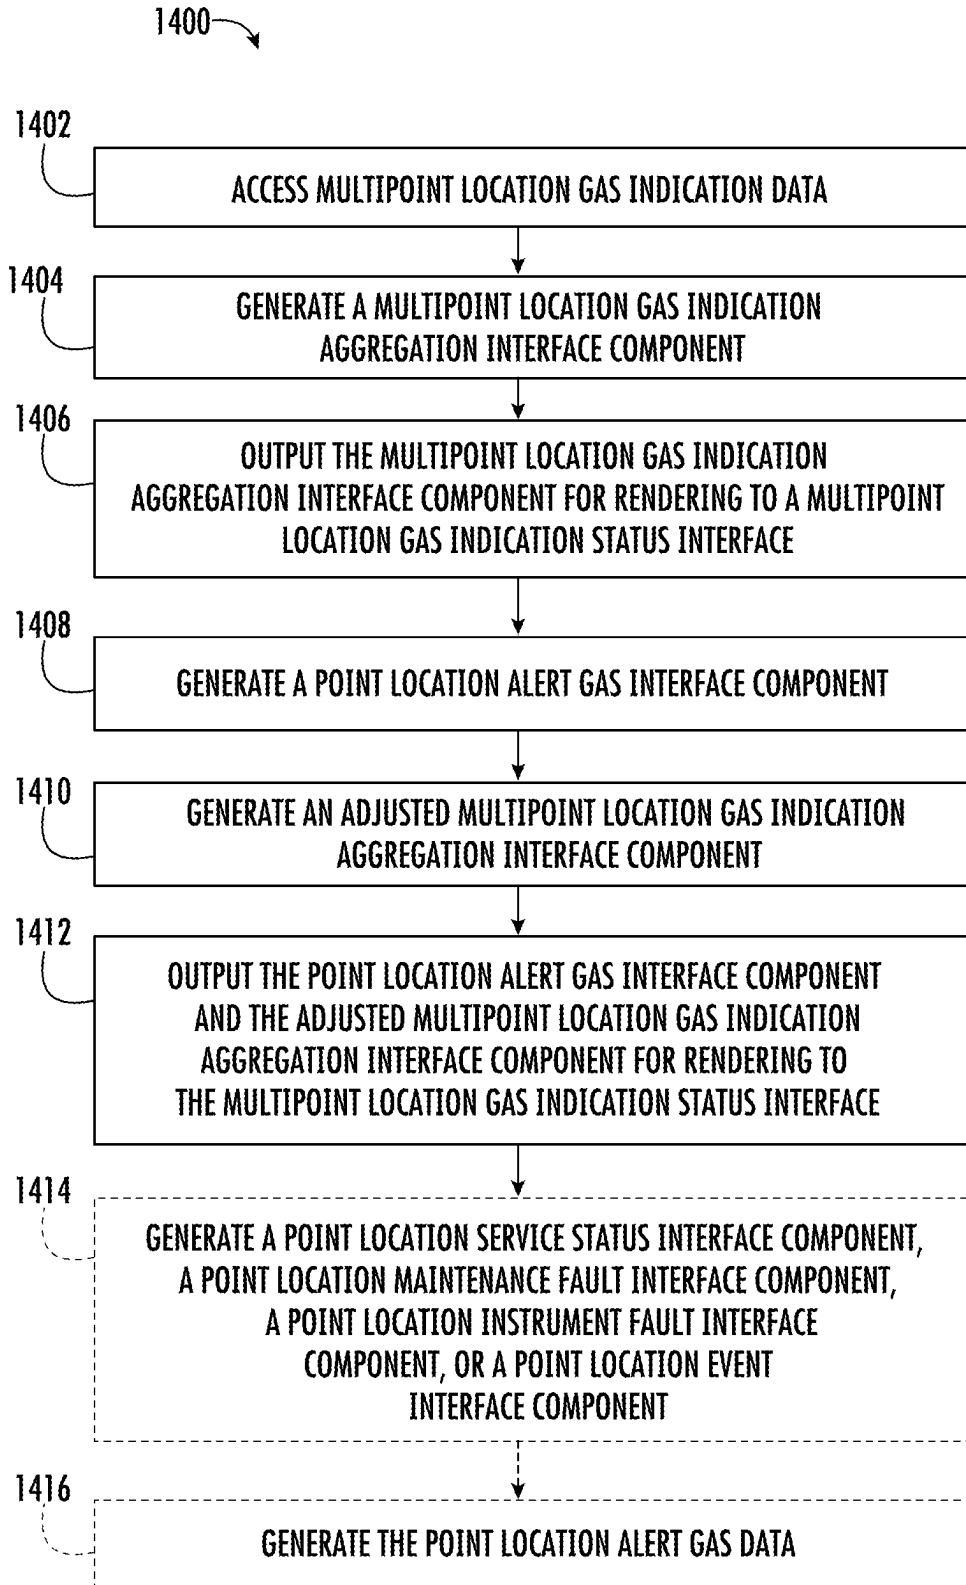 1400
1402
ACCESS MULTIPOINT LOCATION GAS INDICATION DATA
1404
GENERATE A MULTIPOINT LOCATION GAS INDICATION
AGGREGATION INTERFACE COMPONENT
1406
OUTPUT THE MULTIPOINT LOCATION GAS INDICATION
AGGREGATION INTERFACE COMPONENT FOR RENDERING TO A MULTIPOINT
LOCATION GAS INDICATION STATUS INTERFACE
1408
GENERATE A POINT LOCATION ALERT GAS INTERFACE COMPONENT
1410
GENERATE AN ADJUSTED MULTIPOINT LOCATION GAS INDICATION
AGGREGATION INTERFACE COMPONENT
1412
OUTPUT THE POINT LOCATION ALERT GAS INTERFACE COMPONENT
AND THE ADJUSTED MULTIPOINT LOCATION GAS INDICATION
AGGREGATION INTERFACE COMPONENT FOR RENDERING TO
THE MULTIPOINT LOCATION GAS INDICATION STATUS INTERFACE
1414
GENERATE A POINT LOCATION SERVICE STATUS INTERFACE COMPONENT,
A POINT LOCATION MAINTENANCE FAULT INTERFACE COMPONENT,
A POINT LOCATION INSTRUMENT FAULT INTERFACE
COMPONENT, OR A POINT LOCATION EVENT
INTERFACE COMPONENT
1416
GENERATE THE POINT LOCATION ALERT GAS DATA